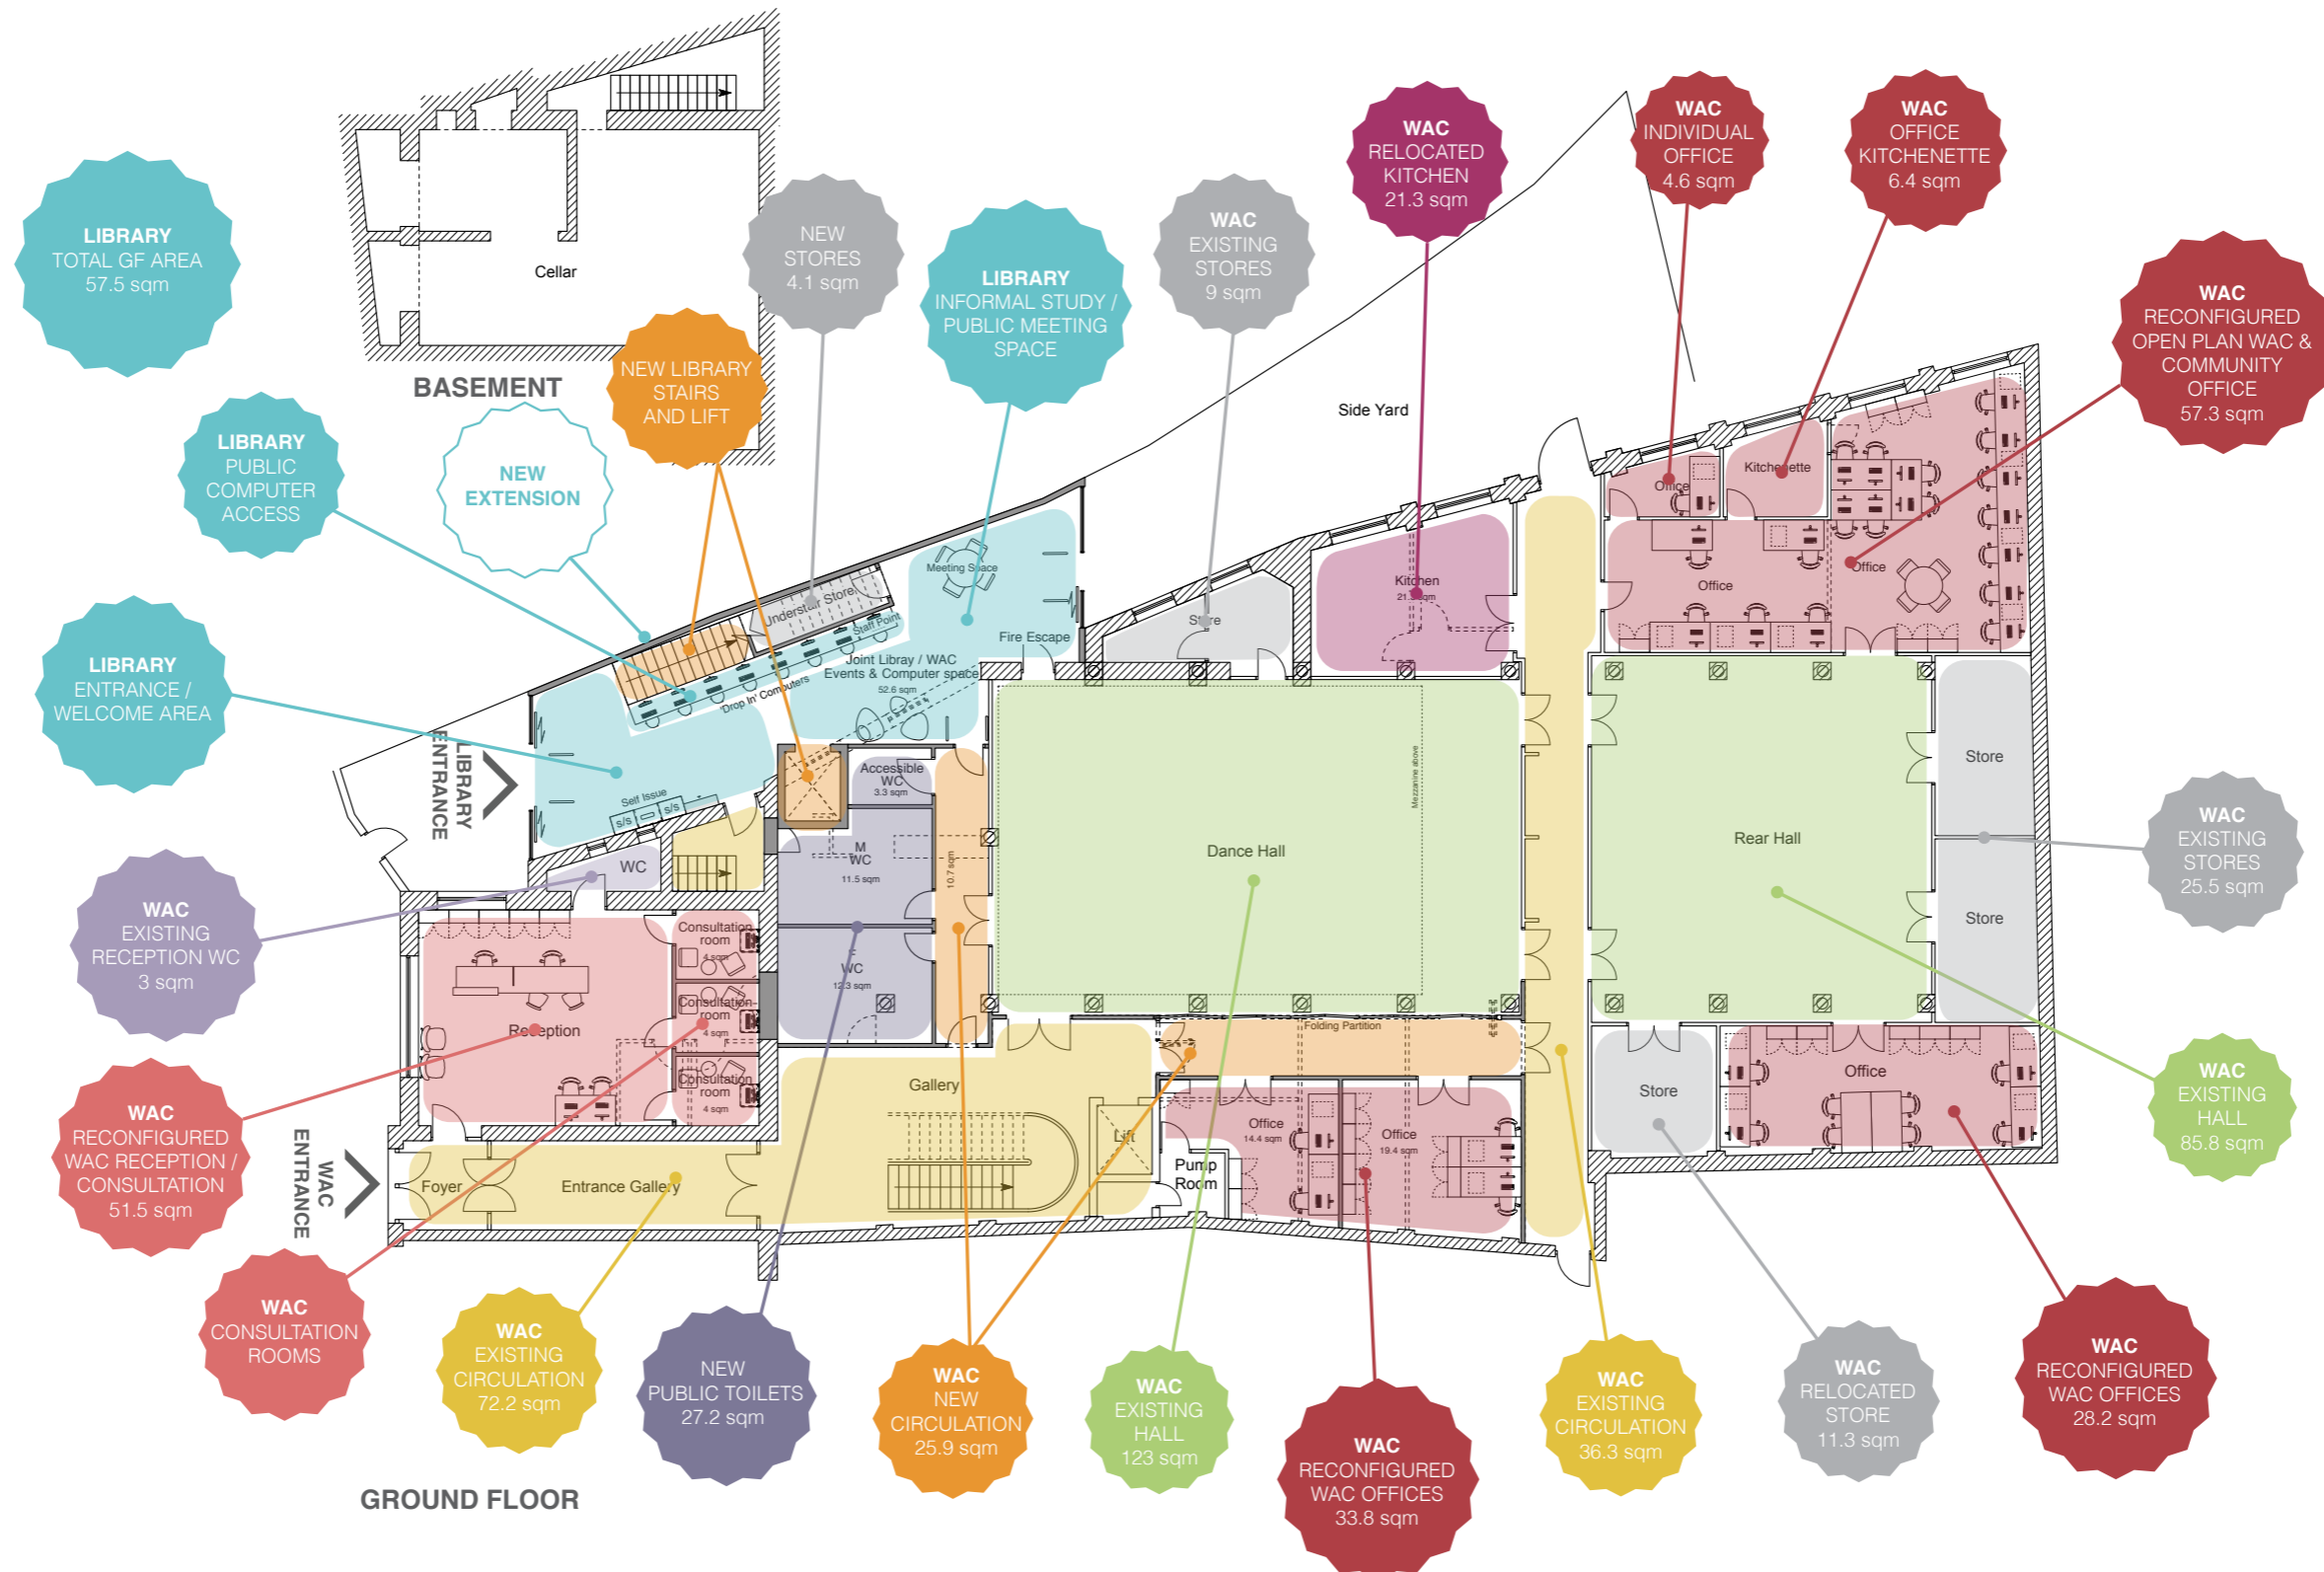 Cellar
BASEMENT
LIBRARY
TOTAL GF AREA
57.5 sqm
LIBRARY
PUBLIC
COMPUTER
ACCESS
NEW
EXTENSION
NEW LIBRARY
STAIRS
AND LIFT
NEW
STORES
4.1 sqm
LIBRARY
INFORMAL STUDY /
PUBLIC MEETING
SPACE
WAC
EXISTING
STORES
9 sqm
WAC
RELOCATED
KITCHEN
21.3 sqm
WAC
INDIVIDUAL
OFFICE
4.6 sqm
WAC
OFFICE
KITCHENETTE
6.4 sqm
WAC
RECONFIGURED
OPEN PLAN WAC &
COMMUNITY
OFFICE
57.3 sqm
LIBRARY
ENTRANCE /
WELCOME AREA
Side Yard
Office
Kitchenette
Office
Office
Meeting Space
Understair Store
Staff Point
'Drop In' Computers
Fire Escape
Store
Kitchen
Joint Libray / WAC
Events & Computer space
52.6 sqm
LIBRARY
ENTRANCE
Self Issue
s/s
s/s
Accessible
WC
3.3 sqm
WC
M
WC
11.5 sqm
10.7 sqm
WC
12.3 sqm
Dance Hall
Mezzanine above
Rear Hall
Store
Store
WAC
EXISTING
STORES
25.5 sqm
WAC
EXISTING
RECEPTION WC
3 sqm
Consultation
room
4 sqm
Consultation
room
4 sqm
Consultation
room
4 sqm
Reception
Folding Partition
Gallery
Lift
Pump
Room
Office
14.4 sqm
Office
19.4 sqm
Store
Office
WAC
EXISTING
HALL
85.8 sqm
WAC
RECONFIGURED
WAC RECEPTION /
CONSULTATION
51.5 sqm
WAC
ENTRANCE
Foyer
Entrance Gallery
WAC
CONSULTATION
ROOMS
WAC
EXISTING
CIRCULATION
72.2 sqm
NEW
PUBLIC TOILETS
27.2 sqm
WAC
NEW
CIRCULATION
25.9 sqm
WAC
EXISTING
HALL
123 sqm
WAC
RECONFIGURED
WAC OFFICES
33.8 sqm
WAC
EXISTING
CIRCULATION
36.3 sqm
WAC
RELOCATED
STORE
11.3 sqm
WAC
RECONFIGURED
WAC OFFICES
28.2 sqm
GROUND FLOOR